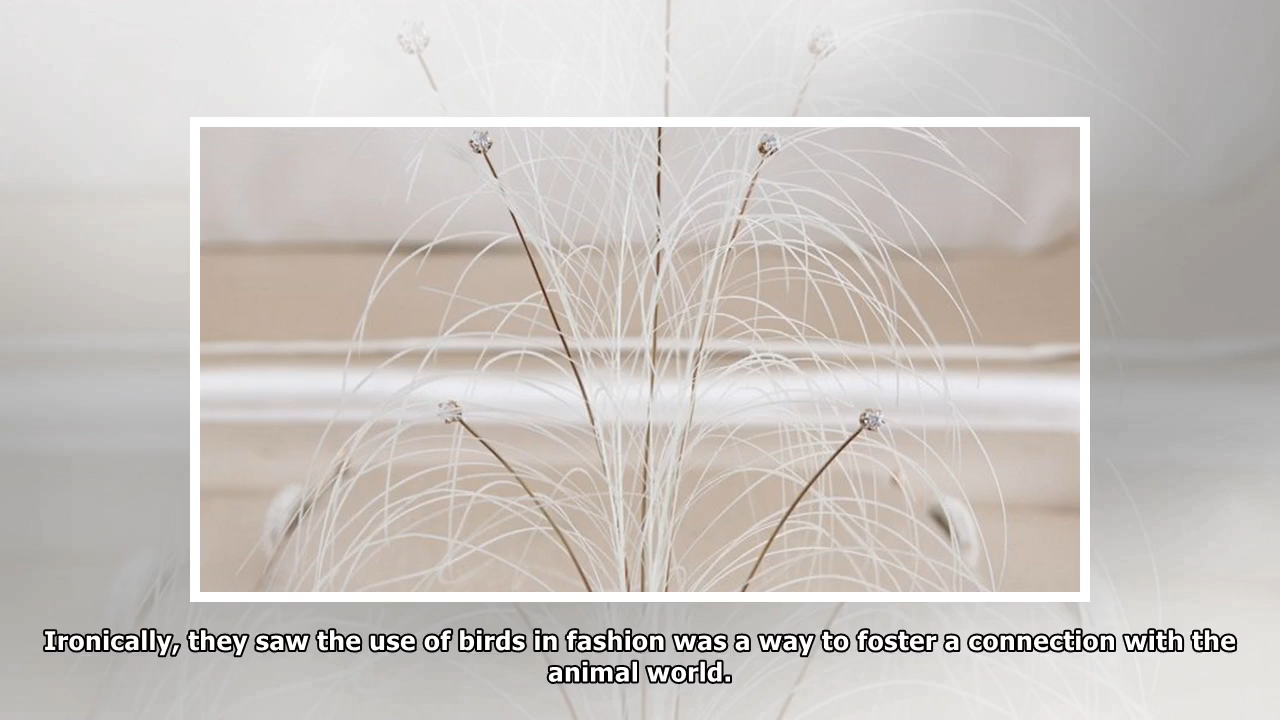 Ironically, they saw the use of birds in fashion was a way to foster a connection with the
animal world.